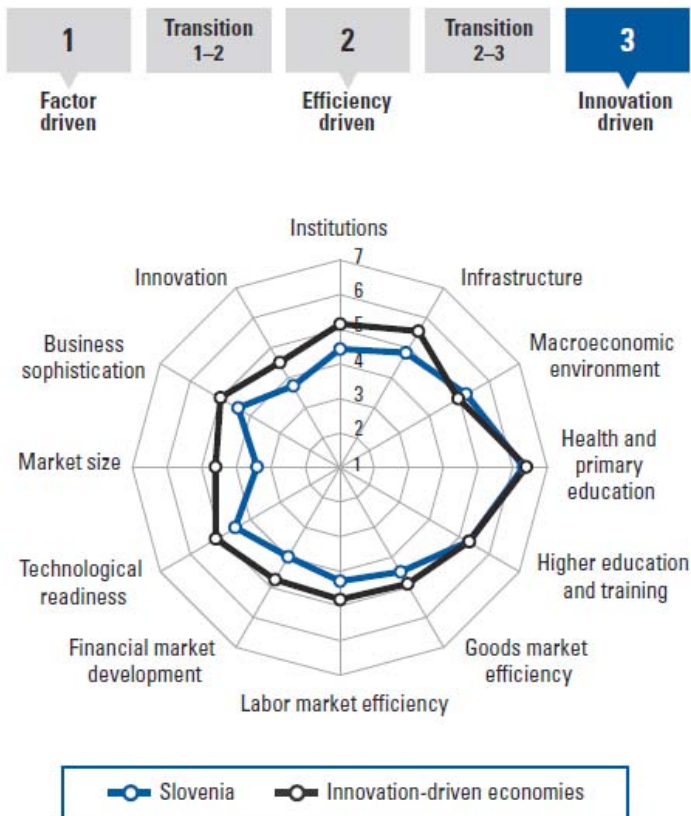 1
Transition
1–2
2
Transition
2–3
3
Factor
driven
Efficiency
driven
Innovation
driven
Institutions
Innovation
Infrastructure
Business
sophistication
Macroeconomic
environment
Market size
Health and
primary
education
Technological
readiness
Higher education
and training
Financial market
development
Goods market
efficiency
Labor market efficiency
7
6
5
4
3
2
1
Slovenia
Innovation-driven economies